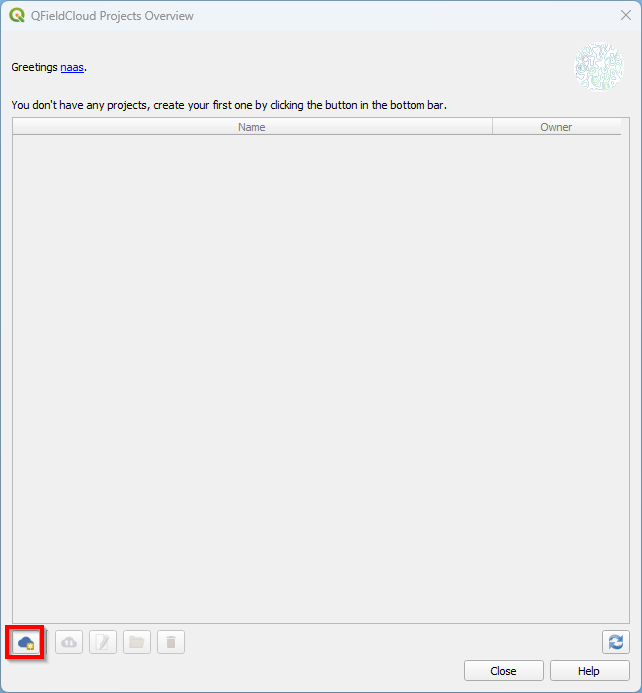 QFieldCloud Projects Overview
Greetings naas.
You don't have any projects, create your first one by clicking the button in the bottom bar.
Name Owner
Close Help